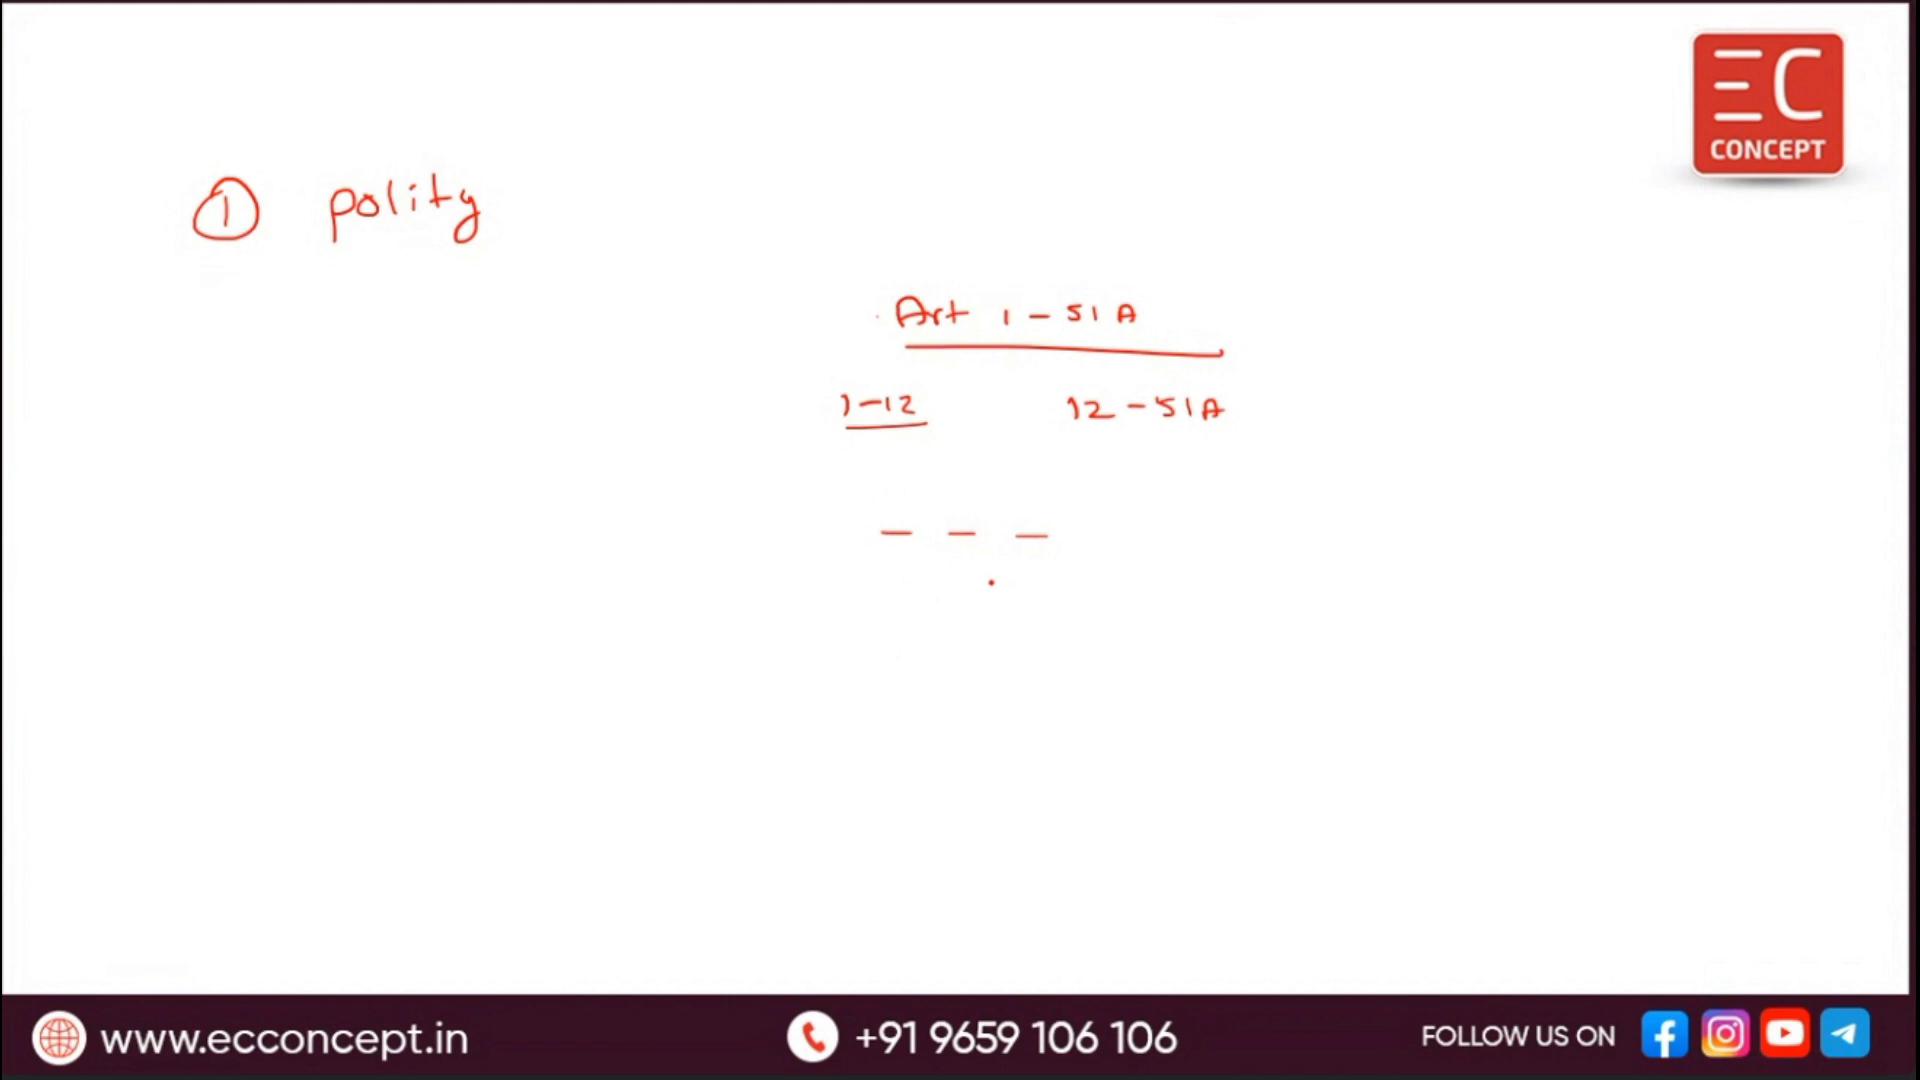 EC
CONCEPT
1 polity
Art 1 - 51 A
1-12 12 - 51A
- - -
www.ecconcept.in +91 9659 106 106 FOLLOW US ON